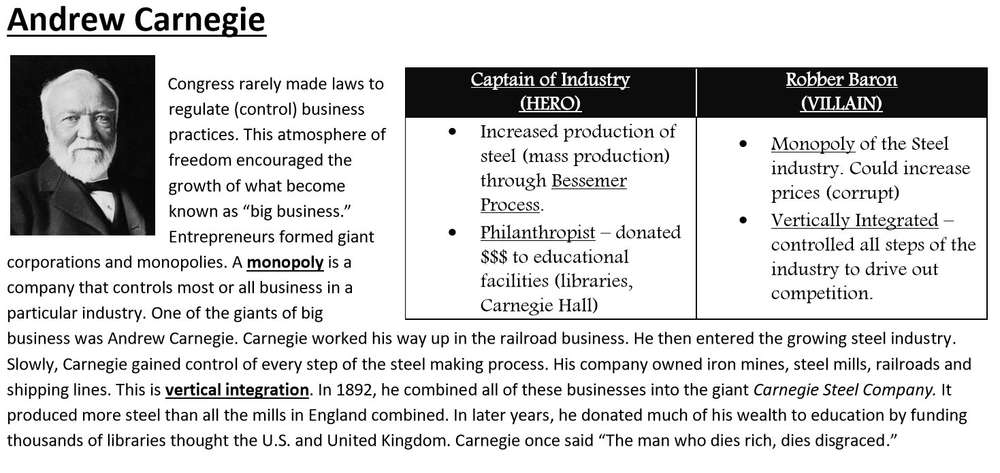 Andrew Carnegie
Congress rarely made laws to
regulate (control) business
practices. This atmosphere of
freedom encouraged the
growth of what become
known as “big business.”
Entrepreneurs formed giant
corporations and monopolies. A monopoly is a
company that controls most or all business in a
particular industry. One of the giants of big
business was Andrew Carnegie. Carnegie worked his way up in the railroad business. He then entered the growing steel industry.
Slowly, Carnegie gained control of every step of the steel making process. His company owned iron mines, steel mills, railroads and
shipping lines. This is vertical integration. In 1892, he combined all of these businesses into the giant Carnegie Steel Company. It
produced more steel than all the mills in England combined. In later years, he donated much of his wealth to education by funding
thousands of libraries thought the U.S. and United Kingdom. Carnegie once said “The man who dies rich, dies disgraced.”
Captain of Industry
(HERO)
• Increased production of
steel (mass production)
through Bessemer
Process.
• Philanthropist – donated
$$$ to educational
facilities (libraries,
Carnegie Hall)
Robber Baron
(VILLAIN)
• Monopoly of the Steel
industry. Could increase
prices (corrupt)
• Vertically Integrated –
controlled all steps of the
industry to drive out
competition.